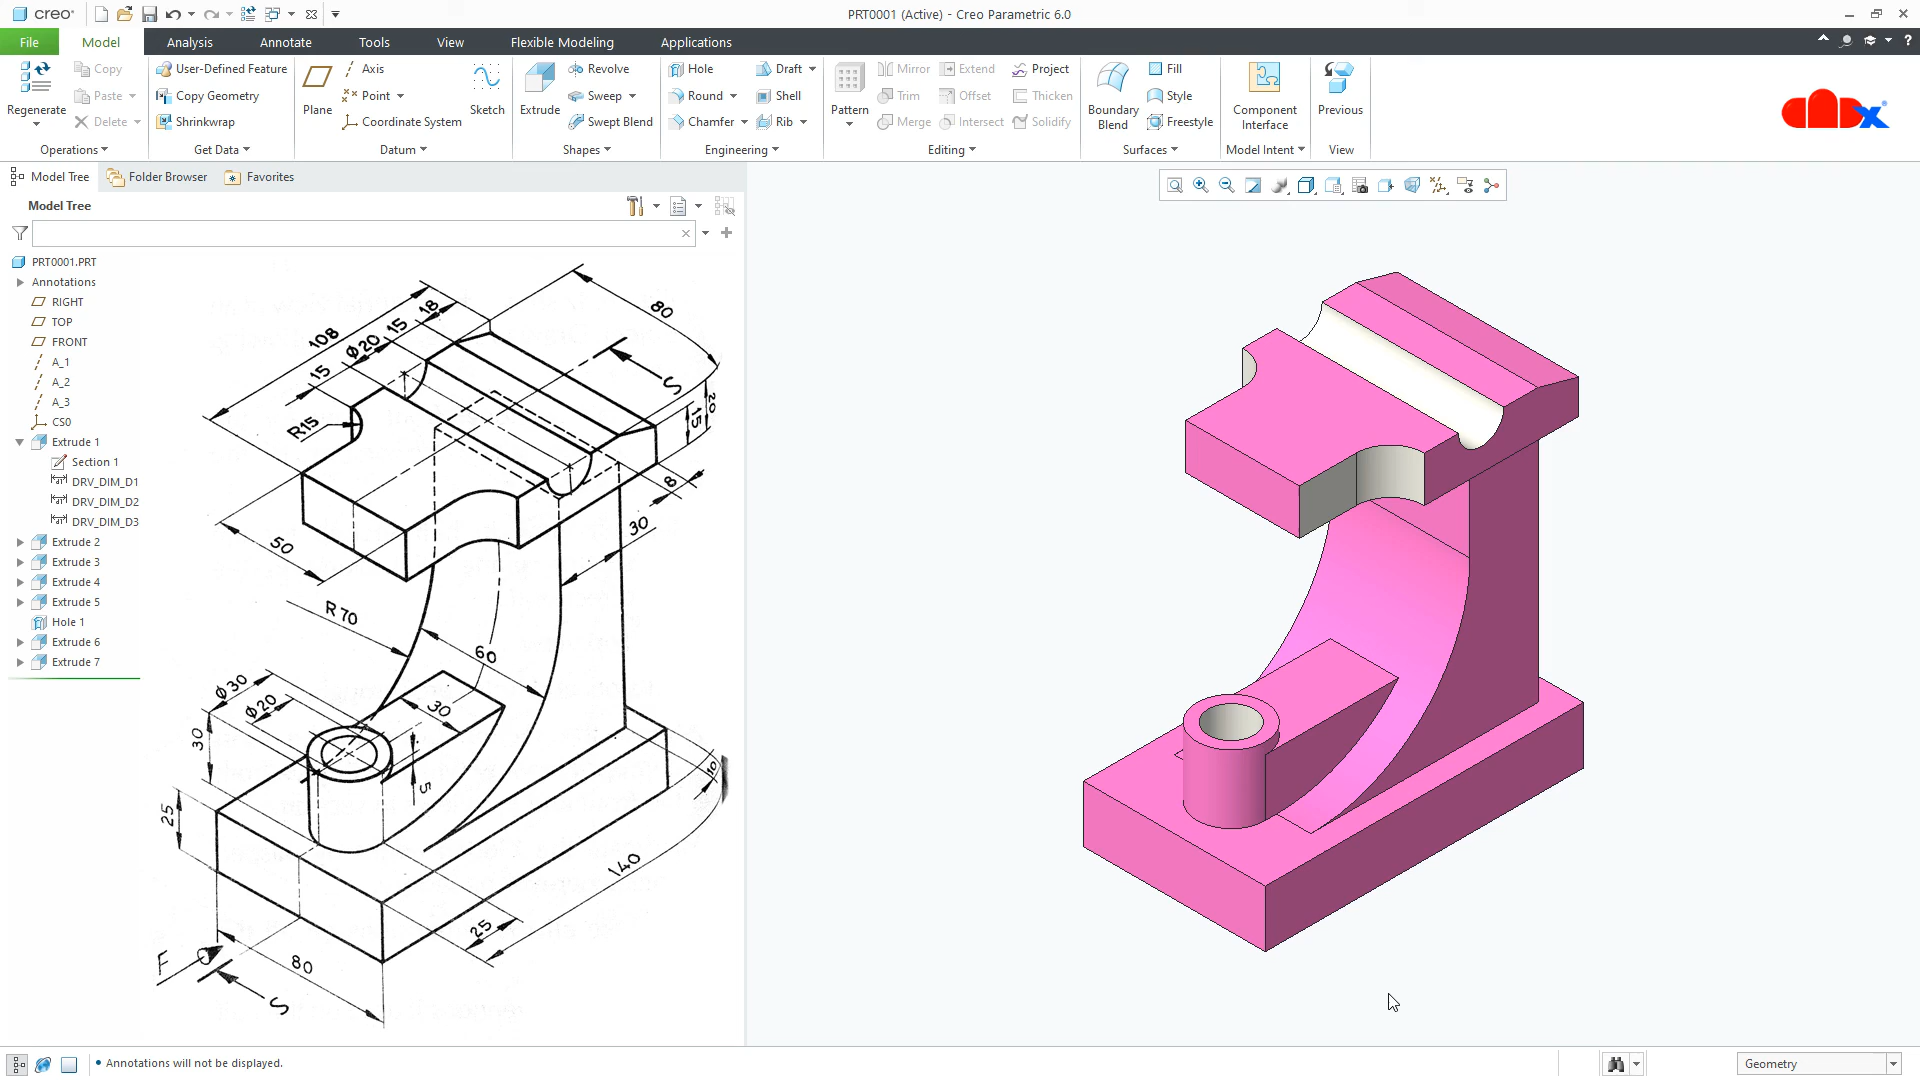 creo®
PRT0001 (Active) - Creo Parametric 6.0
File Model Analysis Annotate Tools View Flexible Modeling Applications
Regenerate
Copy
Paste
Delete
Operations
User-Defined Feature
Copy Geometry
Shrinkwrap
Get Data
Plane
Axis
Point
Coordinate System
Sketch
Datum
Extrude
Revolve
Sweep
Swept Blend
Shapes
Hole
Round
Chamfer
Draft
Shell
Rib
Engineering
Pattern
Mirror
Trim
Merge
Extend
Offset
Intersect
Project
Thicken
Solidify
Editing
Boundary
Blend
Fill
Style
Freestyle
Surfaces
Component
Interface
Model Intent
Previous
View
Model Tree Folder Browser Favorites
Model Tree
PRT0001.PRT
Annotations
RIGHT
TOP
FRONT
A_1
A_2
A_3
CS0
Extrude 1
Section 1
DRV_DIM_D1
DRV_DIM_D2
DRV_DIM_D3
Extrude 2
Extrude 3
Extrude 4
Extrude 5
Hole 1
Extrude 6
Extrude 7
108
Φ20
15
18
80
15
R15
S
20
15
8
30
50
R70
60
Φ30
Φ20
30
30
5
10
25
140
25
80
F
S
Annotations will not be displayed.
Geometry